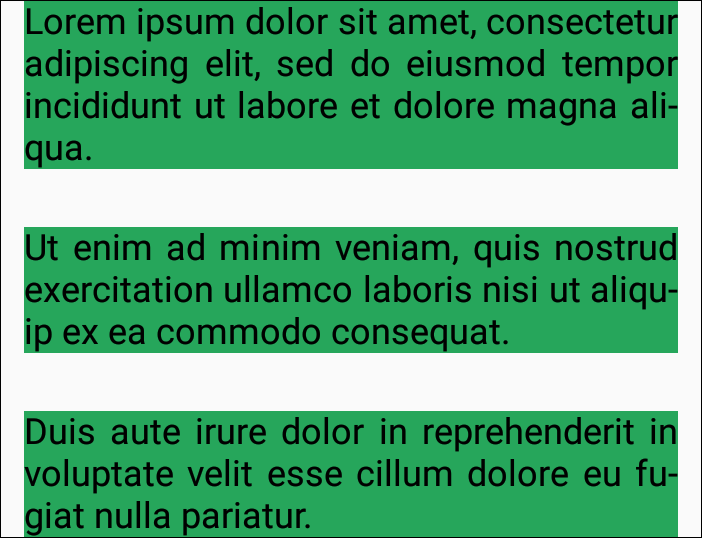 Lorem ipsum dolor sit amet, consectetur
adipiscing elit, sed do eiusmod tempor
incididunt ut labore et dolore magna ali-
qua.
Ut enim ad minim veniam, quis nostrud
exercitation ullamco laboris nisi ut aliqu-
ip ex ea commodo consequat.
Duis aute irure dolor in reprehenderit in
voluptate velit esse cillum dolore eu fu-
giat nulla pariatur.